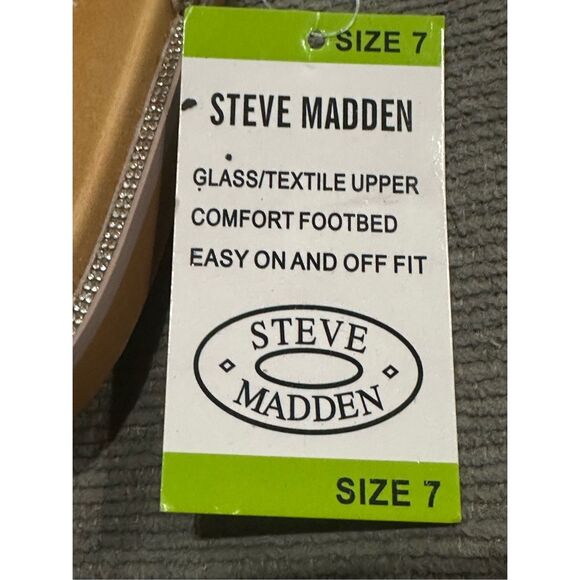 SIZE 7
STEVE MADDEN
GLASS/TEXTILE UPPER
COMFORT FOOTBED
EASY ON AND OFF FIT
STEVE
MADDEN
SIZE 7